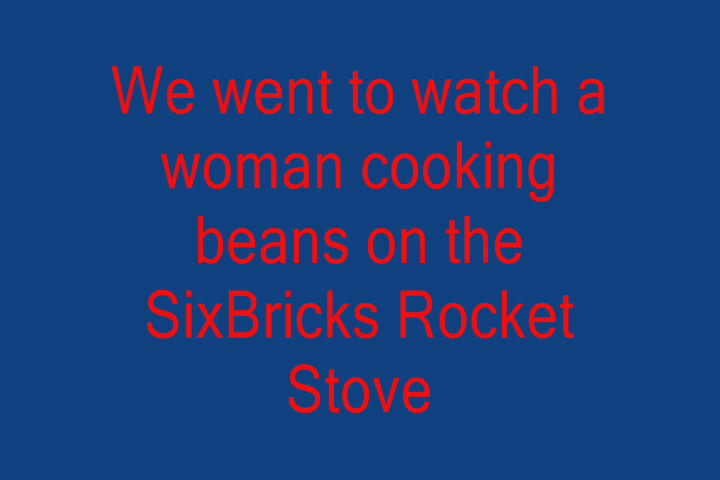 We went to watch a
woman cooking
beans on the
SixBricks Rocket
Stove